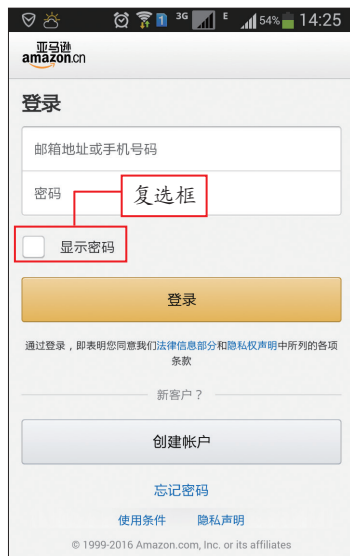 1 3G E 54% 14:25
亚马逊
amazon.cn
登录
邮箱地址或手机号码
密码
复选框
显示密码
登录
通过登录，即表明您同意我们法律信息部分和隐私权声明中所列的各项
条款
新客户？
创建帐户
忘记密码
使用条件 隐私声明
© 1999-2016 Amazon.com, Inc. or its affiliates